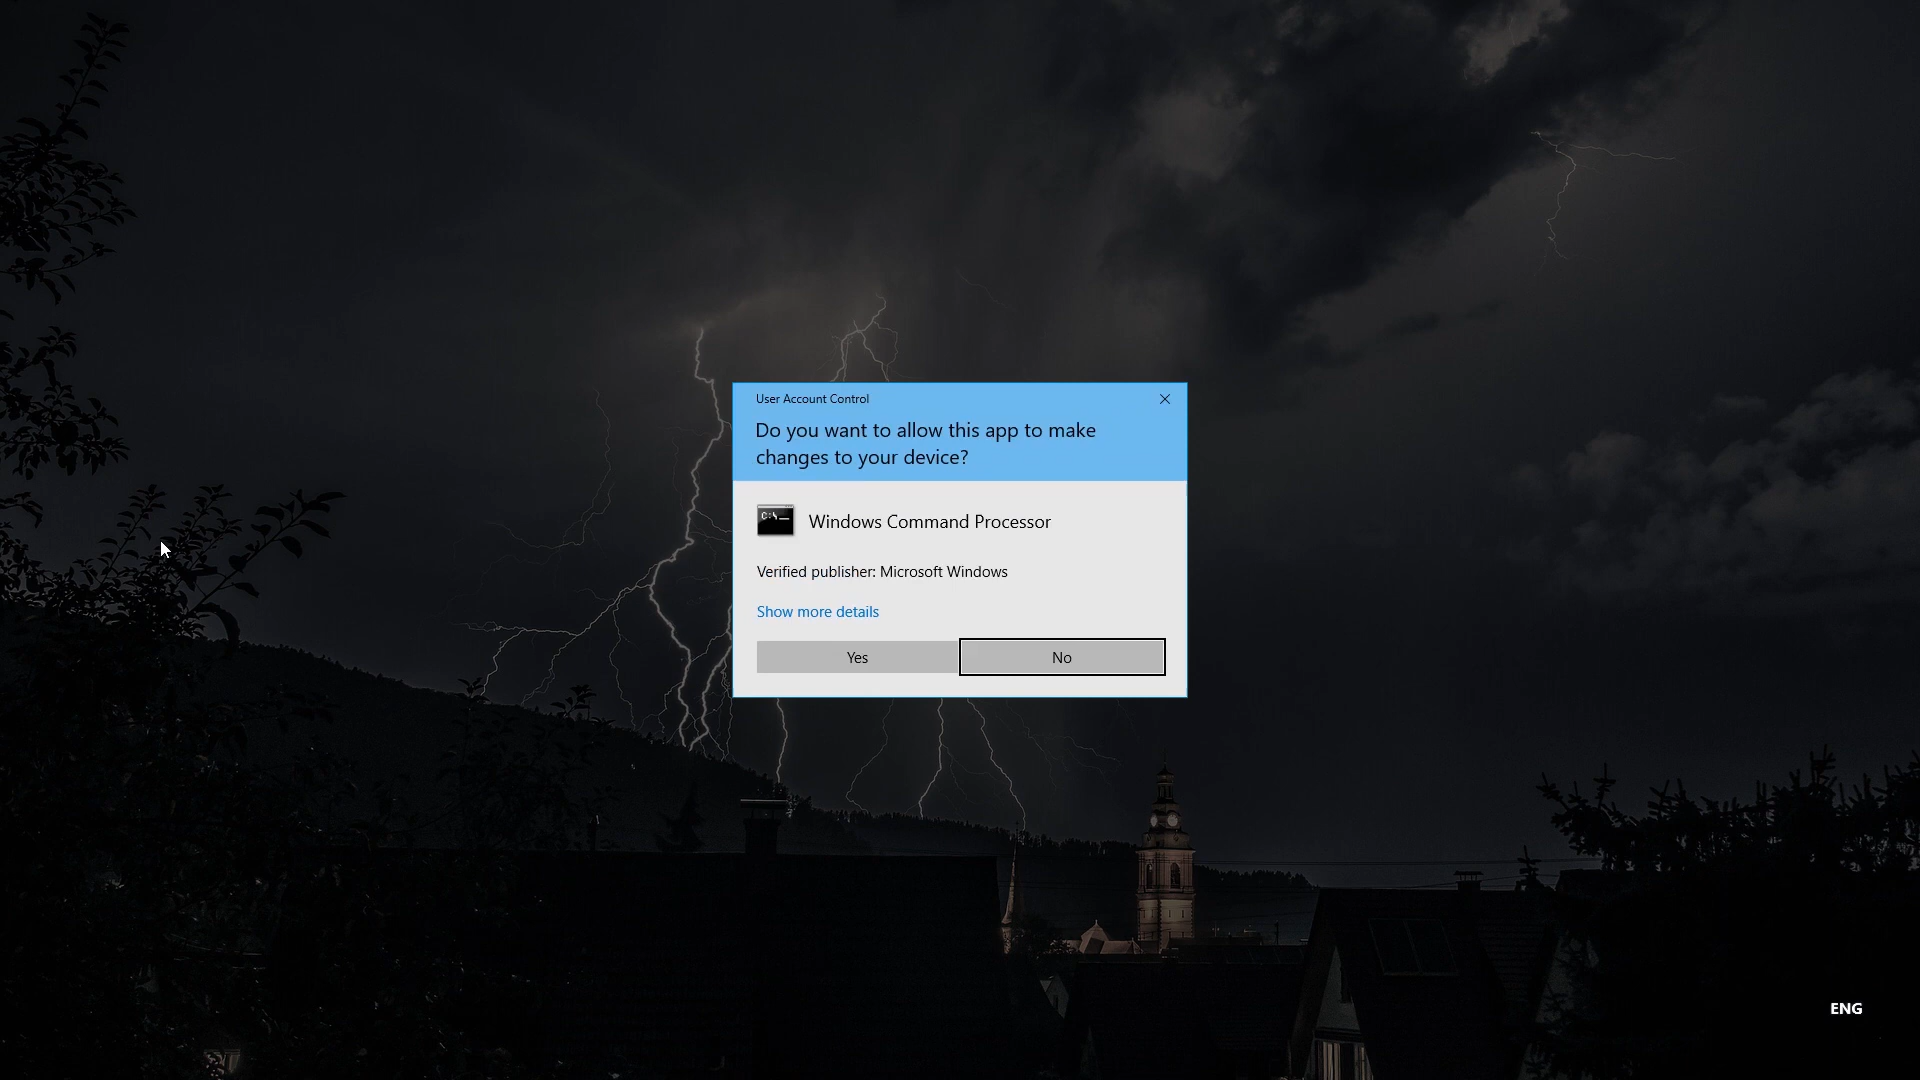 User Account Control
Do you want to allow this app to make
changes to your device?
C:\_
Windows Command Processor
Verified publisher: Microsoft Windows
Show more details
Yes
No
ENG